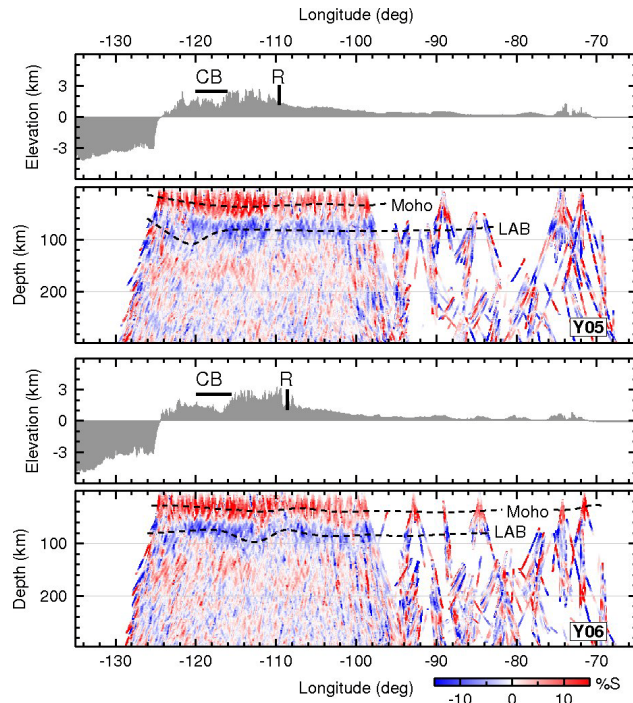 Longitude (deg)
-130 -120 -110 -100 -90 -80 -70
CB R
3
0
-3
Elevation (km)
Moho
LAB
100
200
Depth (km)
Y05
CB R
3
0
-3
Elevation (km)
Moho
LAB
100
200
Depth (km)
Y06
-130 -120 -110 -100 -90 -80 -70
Longitude (deg)
%S
-10 0 10